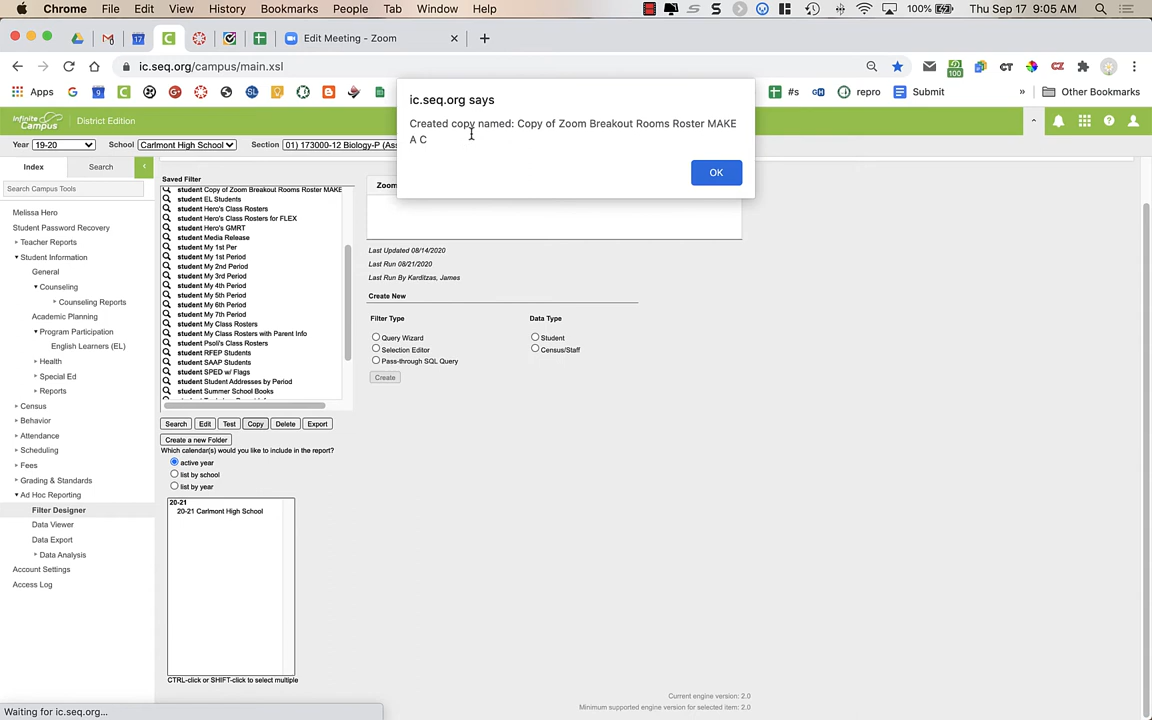 Chrome File Edit View History Bookmarks People Tab Window Help
100% Thu Sep 17 9:05 AM
Edit Meeting - Zoom
ic.seq.org/campus/main.xsl
100
CT
CZ
Apps
SL
#s
repro
Submit
»
Other Bookmarks
Infinite Campus
District Edition
Year 19-20 School Carlmont High School Section 01) 173000-12 Biology-P (As
ic.seq.org says
Created copy named: Copy of Zoom Breakout Rooms Roster MAKE
A C
OK
Index Search
Search Campus Tools
Melissa Hero
Student Password Recovery
Teacher Reports
Student Information
General
Counseling
Counseling Reports
Academic Planning
Program Participation
English Learners (EL)
Health
Special Ed
Reports
Census
Behavior
Attendance
Scheduling
Fees
Grading & Standards
Ad Hoc Reporting
Filter Designer
Data Viewer
Data Export
Data Analysis
Account Settings
Access Log
Saved Filter
student Copy of Zoom Breakout Rooms Roster MAKE
student EL Students
student Hero's Class Rosters
student Hero's Class Rosters for FLEX
student Hero's GMRT
student Media Release
student My 1st Per
student My 1st Period
student My 2nd Period
student My 3rd Period
student My 4th Period
student My 5th Period
student My 6th Period
student My 7th Period
student My Class Rosters
student My Class Rosters with Parent Info
student Psoli's Class Rosters
student RFEP Students
student SAAP Students
student SPED w/ Flags
student Student Addresses by Period
student Summer School Books
Search Edit Test Copy Delete Export
Create a new Folder
Which calendar(s) would you like to include in the report?
active year
list by school
list by year
20-21
20-21 Carlmont High School
CTRL-click or SHIFT-click to select multiple
Zoom
Last Updated 08/14/2020
Last Run 08/21/2020
Last Run By Karditzas, James
Create New
Filter Type Data Type
Query Wizard Student
Selection Editor Census/Staff
Pass-through SQL Query
Create
Current engine version: 2.0
Minimum supported engine version for selected item: 2.0
Waiting for ic.seq.org...